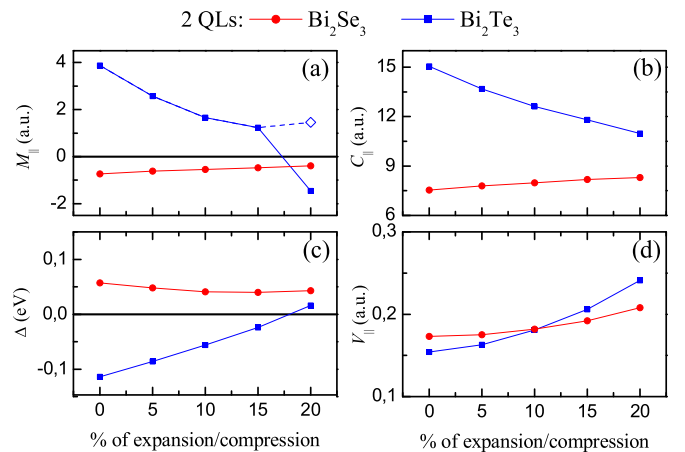 2 QLs: Bi₂Se₃ Bi₂Te₃
(a)
M∥ (a.u.)
4
2
0
-2
(b)
C∥ (a.u.)
15
12
9
6
(c)
Δ (eV)
0,1
0,0
-0,1
0 5 10 15 20
% of expansion/compression
(d)
V∥ (a.u.)
0,3
0,2
0,1
0 5 10 15 20
% of expansion/compression